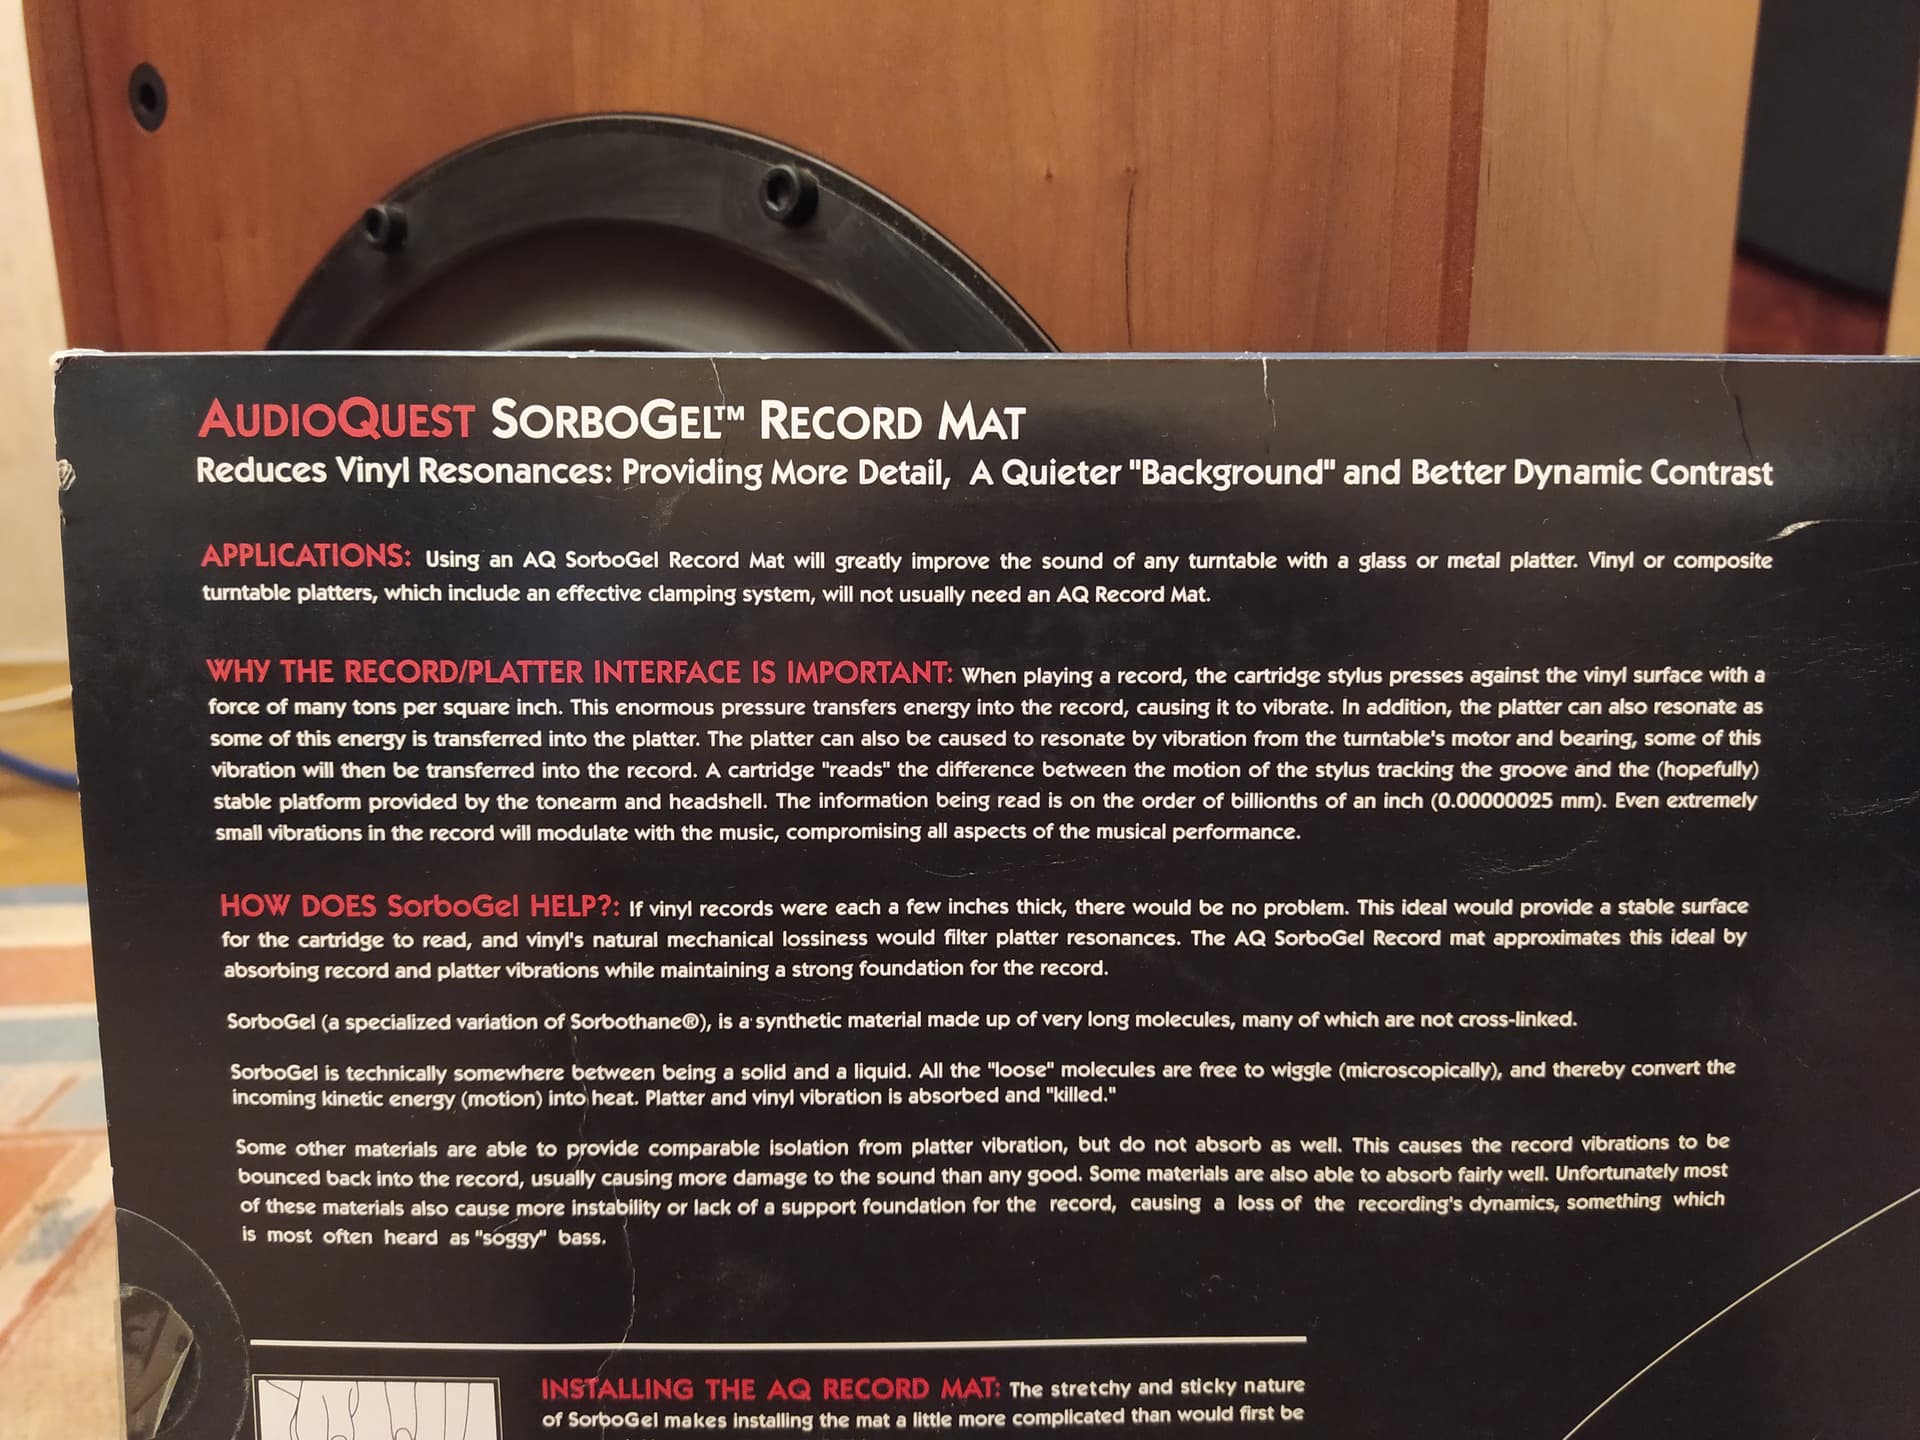 AUDIOQUEST SORBOGEL™ RECORD MAT
Reduces Vinyl Resonances: Providing More Detail, A Quieter "Background" and Better Dynamic Contrast
APPLICATIONS: Using an AQ SorboGel Record Mat will greatly improve the sound of any turntable with a glass or metal platter. Vinyl or composite
turntable platters, which include an effective clamping system, will not usually need an AQ Record Mat.
WHY THE RECORD/PLATTER INTERFACE IS IMPORTANT: When playing a record, the cartridge stylus presses against the vinyl surface with a
force of many tons per square inch. This enormous pressure transfers energy into the record, causing it to vibrate. In addition, the platter can also resonate as
some of this energy is transferred into the platter. The platter can also be caused to resonate by vibration from the turntable's motor and bearing, some of this
vibration will then be transferred into the record. A cartridge "reads" the difference between the motion of the stylus tracking the groove and the (hopefully)
stable platform provided by the tonearm and headshell. The information being read is on the order of billionths of an inch (0.00000025 mm). Even extremely
small vibrations in the record will modulate with the music, compromising all aspects of the musical performance.
HOW DOES SorboGel HELP?: If vinyl records were each a few inches thick, there would be no problem. This ideal would provide a stable surface
for the cartridge to read, and vinyl's natural mechanical lossiness would filter platter resonances. The AQ SorboGel Record mat approximates this ideal by
absorbing record and platter vibrations while maintaining a strong foundation for the record.
SorboGel (a specialized variation of Sorbothane®), is a synthetic material made up of very long molecules, many of which are not cross-linked.
SorboGel is technically somewhere between being a solid and a liquid. All the "loose" molecules are free to wiggle (microscopically), and thereby convert the
incoming kinetic energy (motion) into heat. Platter and vinyl vibration is absorbed and "killed."
Some other materials are able to provide comparable isolation from platter vibration, but do not absorb as well. This causes the record vibrations to be
bounced back into the record, usually causing more damage to the sound than any good. Some materials are also able to absorb fairly well. Unfortunately most
of these materials also cause more instability or lack of a support foundation for the record, causing a loss of the recording's dynamics, something which
is most often heard as "soggy" bass.
INSTALLING THE AQ RECORD MAT: The stretchy and sticky nature
of SorboGel makes installing the mat a little more complicated than would first be